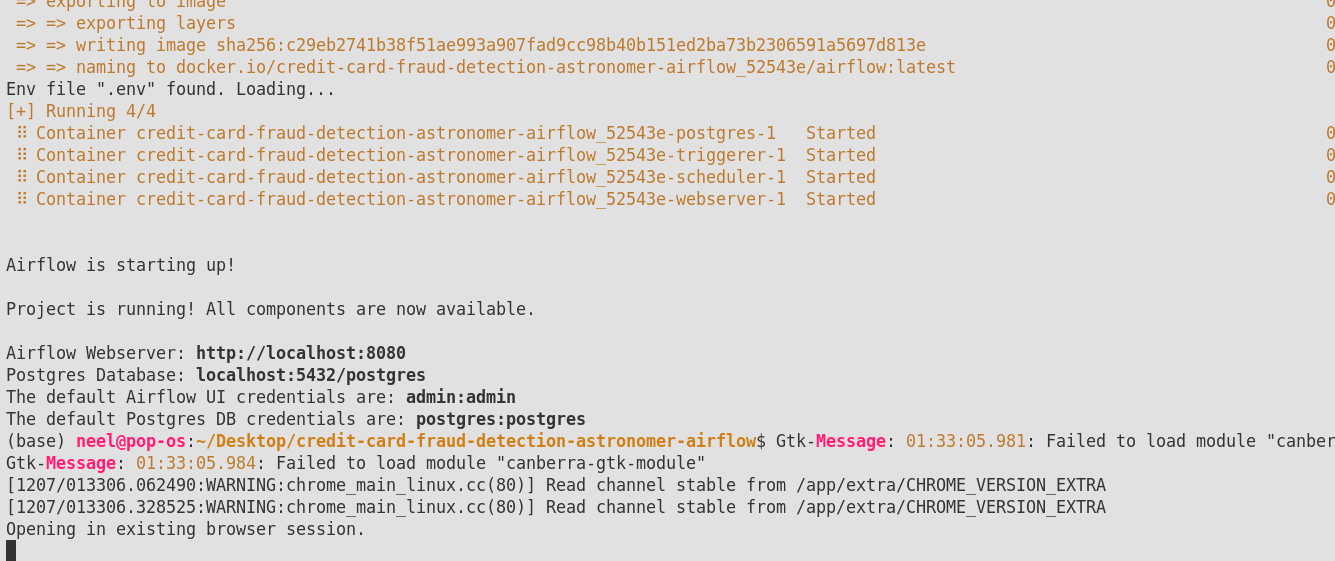 => exporting to image 0
=> => exporting layers 0
=> => writing image sha256:c29eb2741b38f51ae993a907fad9cc98b40b151ed2ba73b2306591a5697d813e 0
=> => naming to docker.io/credit-card-fraud-detection-astronomer-airflow_52543e/airflow:latest 0
Env file ".env" found. Loading...
[+] Running 4/4
⠿ Container credit-card-fraud-detection-astronomer-airflow_52543e-postgres-1 Started 0
⠿ Container credit-card-fraud-detection-astronomer-airflow_52543e-triggerer-1 Started 0
⠿ Container credit-card-fraud-detection-astronomer-airflow_52543e-scheduler-1 Started 0
⠿ Container credit-card-fraud-detection-astronomer-airflow_52543e-webserver-1 Started 0
Airflow is starting up!
Project is running! All components are now available.
Airflow Webserver: http://localhost:8080
Postgres Database: localhost:5432/postgres
The default Airflow UI credentials are: admin:admin
The default Postgres DB credentials are: postgres:postgres
(base) neel@pop-os:~/Desktop/credit-card-fraud-detection-astronomer-airflow$ Gtk-Message: 01:33:05.981: Failed to load module "canber
Gtk-Message: 01:33:05.984: Failed to load module "canberra-gtk-module"
[1207/013306.062490:WARNING:chrome_main_linux.cc(80)] Read channel stable from /app/extra/CHROME_VERSION_EXTRA
[1207/013306.328525:WARNING:chrome_main_linux.cc(80)] Read channel stable from /app/extra/CHROME_VERSION_EXTRA
Opening in existing browser session.